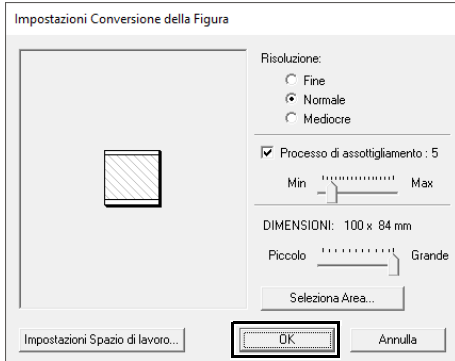 Impostazioni Conversione della Figura
Risoluzione:
Fine
Normale
Mediocre
Processo di assottigliamento : 5
Min Max
DIMENSIONI: 100 x 84 mm
Piccolo Grande
Seleziona Area...
Impostazioni Spazio di lavoro...
OK
Annulla